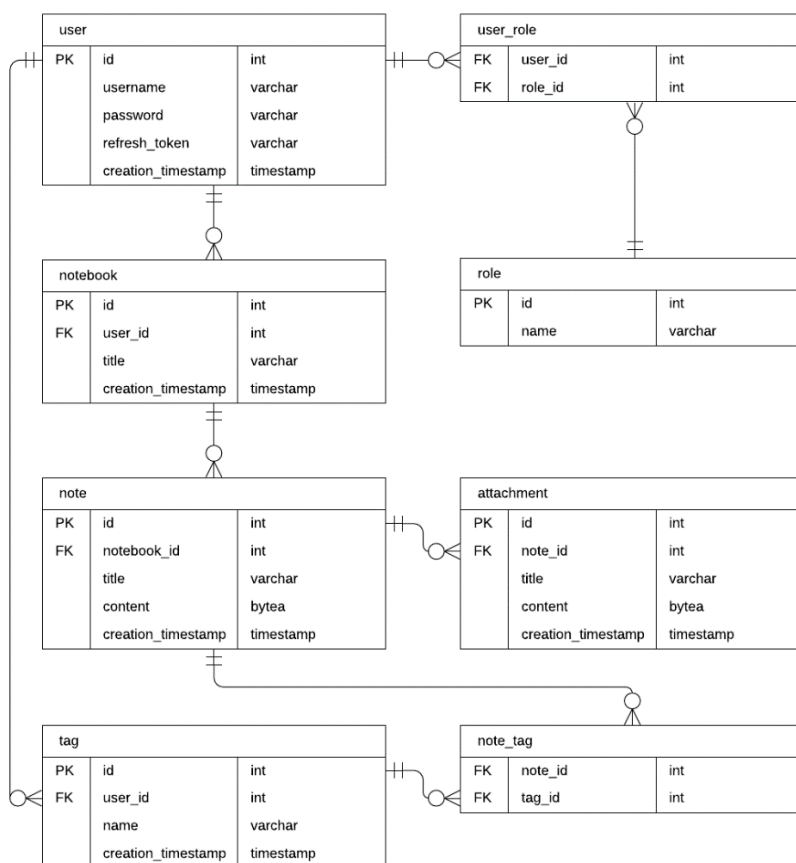 user
PK id int
username varchar
password varchar
refresh_token varchar
creation_timestamp timestamp
user_role
FK user_id int
FK role_id int
notebook
PK id int
FK user_id int
title varchar
creation_timestamp timestamp
role
PK id int
name varchar
note
PK id int
FK notebook_id int
title varchar
content bytea
creation_timestamp timestamp
attachment
PK id int
FK note_id int
title varchar
content bytea
creation_timestamp timestamp
tag
PK id int
FK user_id int
name varchar
creation_timestamp timestamp
note_tag
FK note_id int
FK tag_id int